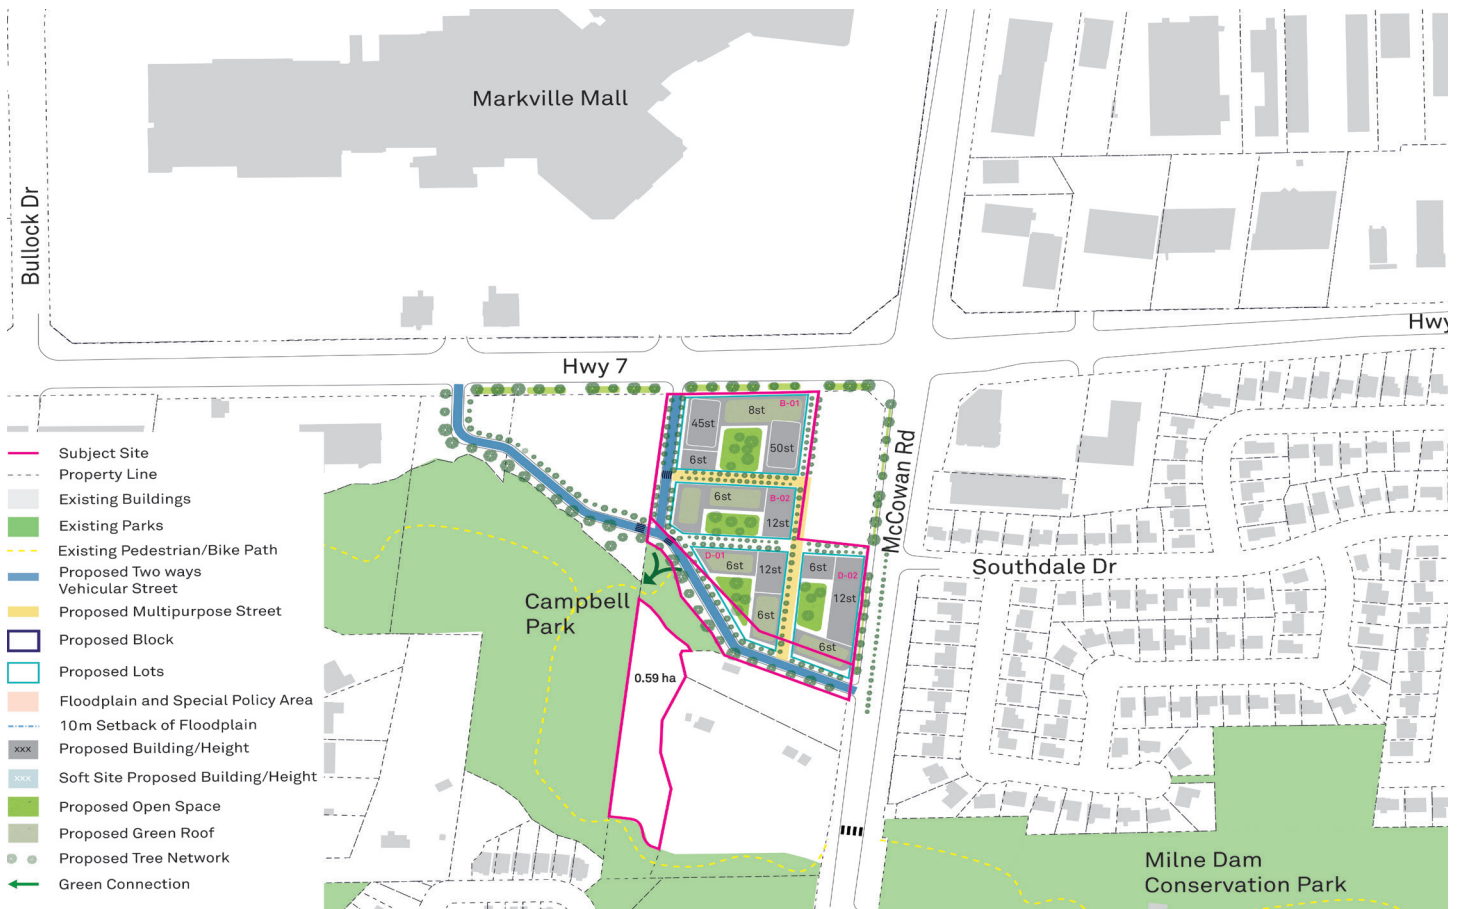 Markville Mall
Bullock Dr
Hwy 7
Hwy
McCowan Rd
B-01
8st
45st
50st
6st
6st
B-02
12st
D-01
6st
12st
6st
D-02
12st
6st
6st
Southdale Dr
Campbell
Park
0.59 ha
Milne Dam
Conservation Park
Subject Site
Property Line
Existing Buildings
Existing Parks
Existing Pedestrian/Bike Path
Proposed Two ways
Vehicular Street
Proposed Multipurpose Street
Proposed Block
Proposed Lots
Floodplain and Special Policy Area
10m Setback of Floodplain
xxx Proposed Building/Height
xxx Soft Site Proposed Building/Height
Proposed Open Space
Proposed Green Roof
Proposed Tree Network
Green Connection